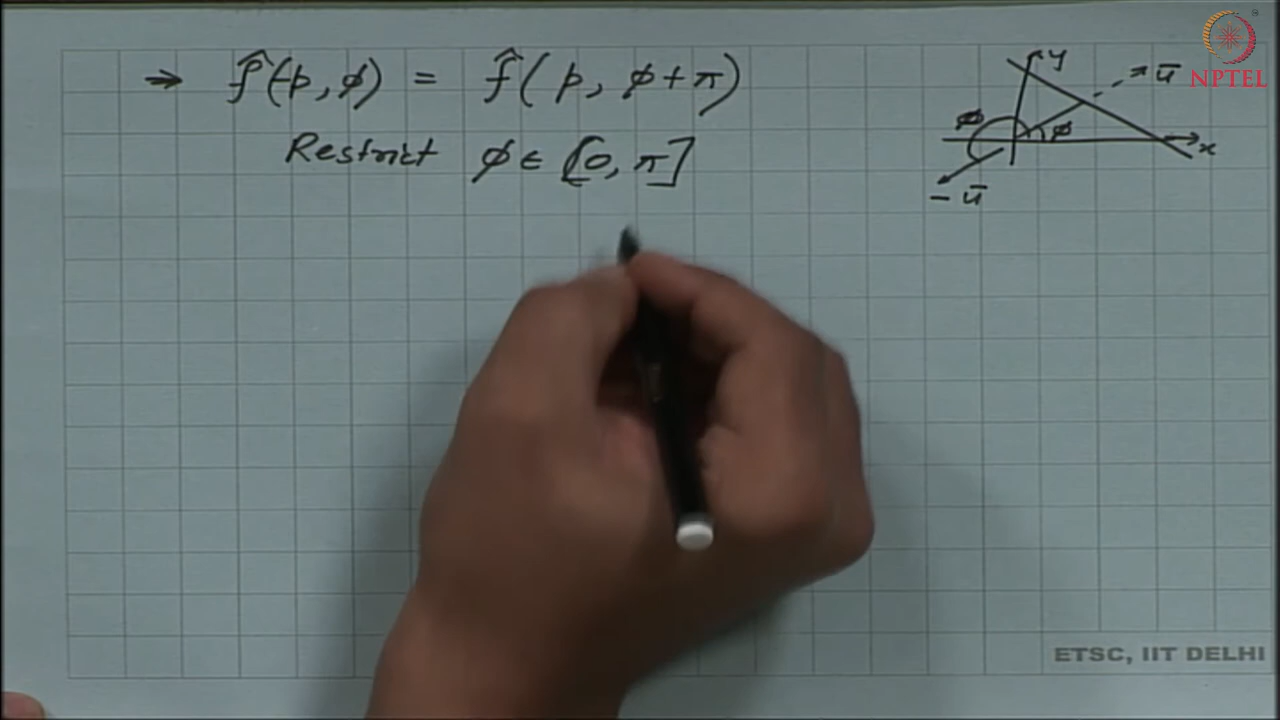 ⇒ f̂(-p, φ) = f̂(p, φ+π)
Restrict φ ∈ [0, π]
y
ū
φ
φ
x
-ū
NPTEL
ETSC, IIT DELHI